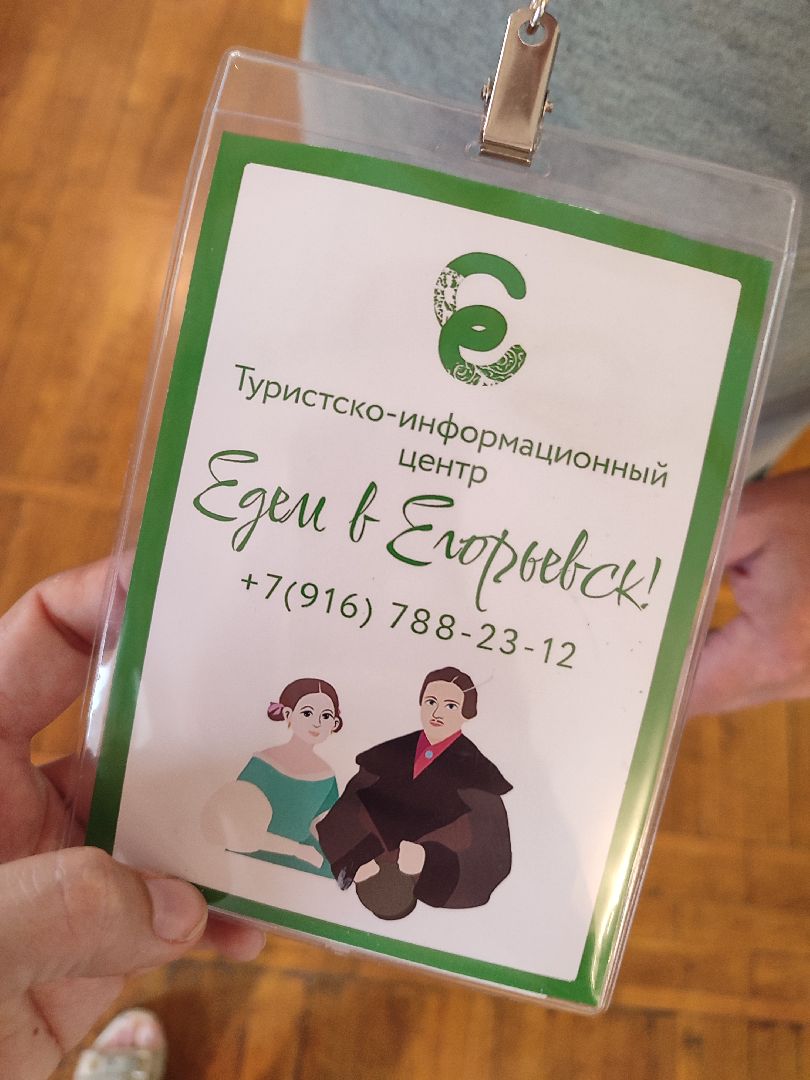 Туристско-информационный
центр
Едем в Егорьевск!
+7(916) 788-23-12